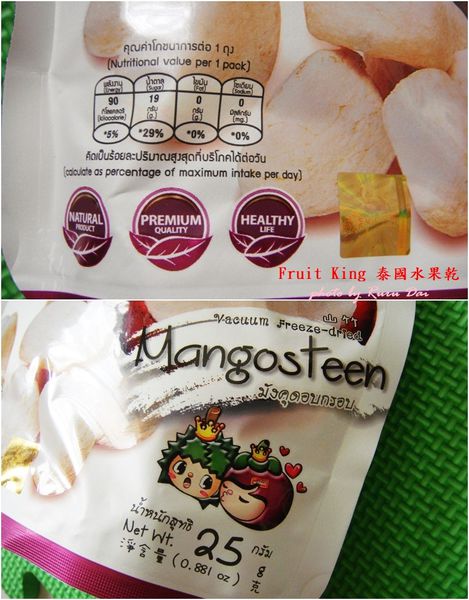 คุณค่าโภชนาการต่อ 1 ถุง
(Nutritional value per 1 pack)
พลังงาน น้ำตาล ไขมัน โซเดียม
(Energy) (Sugar) (Fat) (Sodium)
90 19 0 0
กิโลแคลอรี กรัม กรัม มิลลิกรัม
(kilocalorie) (g.) (g.) (mg.)
*5% *29% *0% *0%
คิดเป็นร้อยละปริมาณสูงสุดที่บริโภคได้ต่อวัน
(calculate as percentage of maximum intake per day)
NATURAL PREMIUM HEALTHY
PRODUCT QUALITY LIFE
Fruit King 泰國水果乾
photo by Ruru Dai
山竹
Vacuum Freeze-dried
Mangosteen
มังคุดอบกรอบ
น้ำหนักสุทธิ กรัม
Net Wt. 25 g
淨含量 克
(0.881 oz)